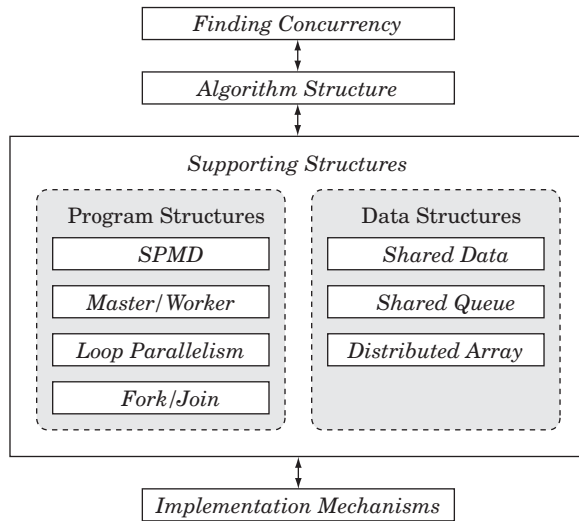 Finding Concurrency
Algorithm Structure
Supporting Structures
Program Structures
SPMD
Master/Worker
Loop Parallelism
Fork/Join
Data Structures
Shared Data
Shared Queue
Distributed Array
Implementation Mechanisms